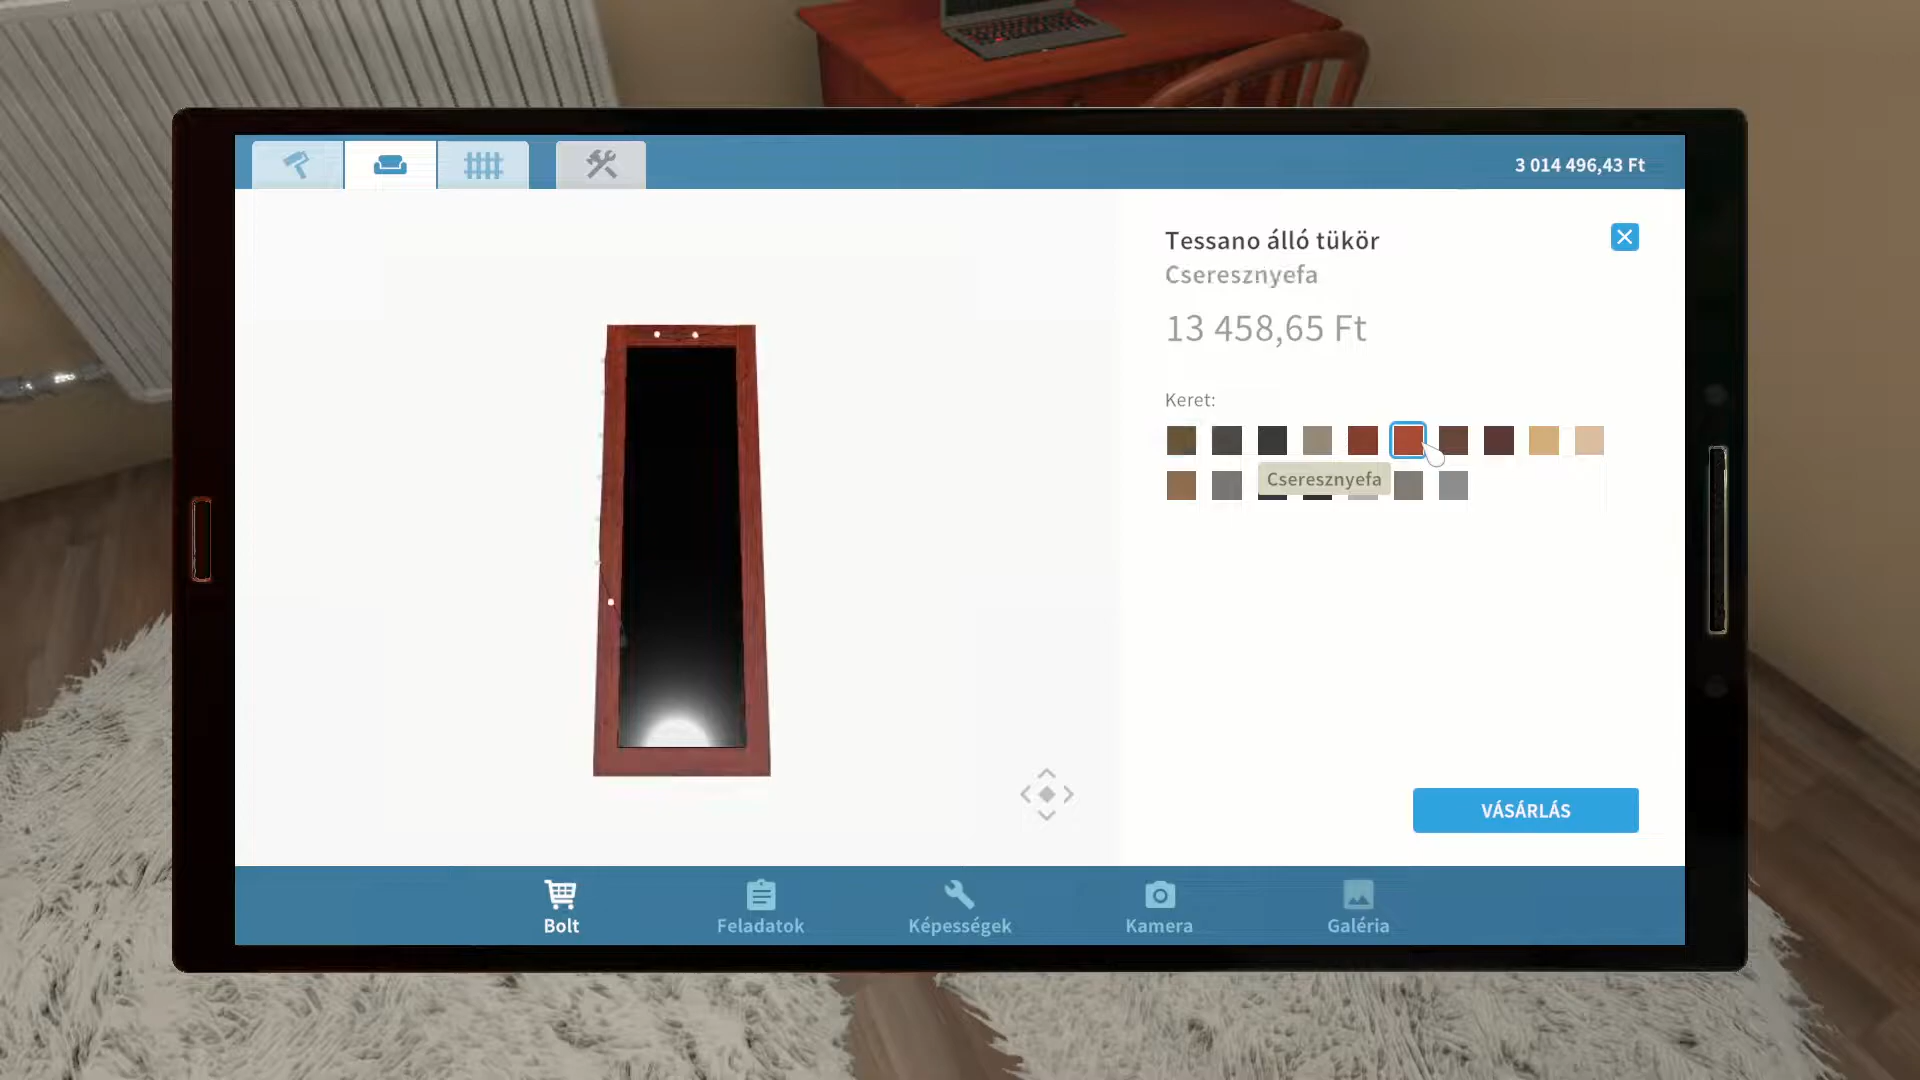 3 014 496,43 Ft
Tessano álló tükör
Cseresznyefa
13 458,65 Ft
Keret:
Cseresznyefa
VÁSÁRLÁS
Bolt
Feladatok
Képességek
Kamera
Galéria